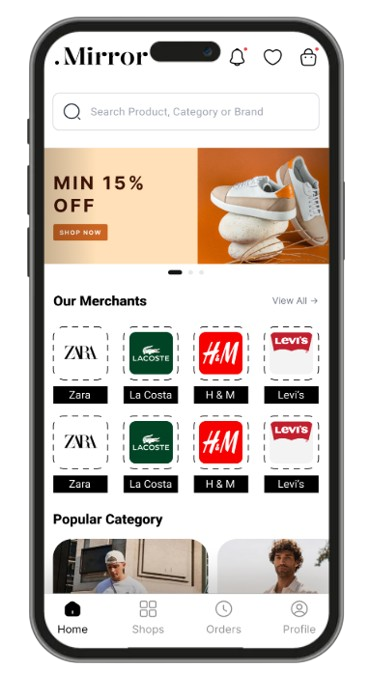 .Mirror
Search Product, Category or Brand
MIN 15%
OFF
SHOP NOW
Our Merchants
View All →
ZARA
LACOSTE
H&M
Levi's
Zara
La Costa
H & M
Levi's
ZARA
LACOSTE
H&M
Levi's
Zara
La Costa
H & M
Levi's
Popular Category
Home
Shops
Orders
Profile